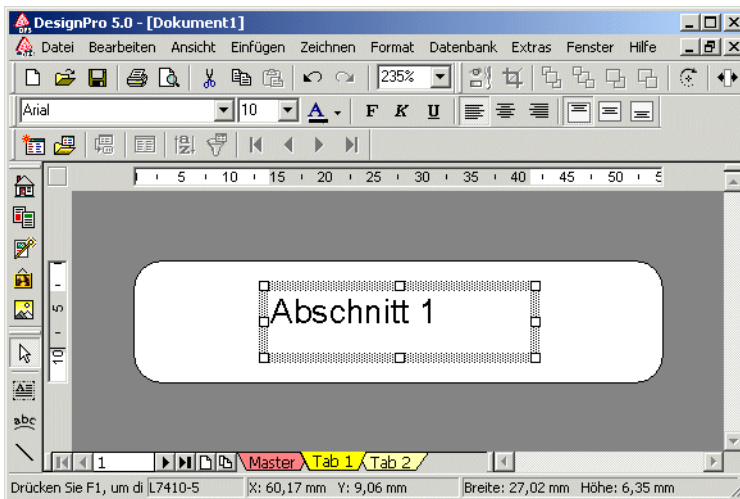 DesignPro 5.0 - [Dokument1]
Datei Bearbeiten Ansicht Einfügen Zeichnen Format Datenbank Extras Fenster Hilfe
235%
Arial 10 A F K U
5 10 15 20 25 30 35 40 45 50 5
5
10
Abschnitt 1
abc
1 Master Tab 1 Tab 2
Drücken Sie F1, um di L7410-5 X: 60,17 mm Y: 9,06 mm Breite: 27,02 mm Höhe: 6,35 mm